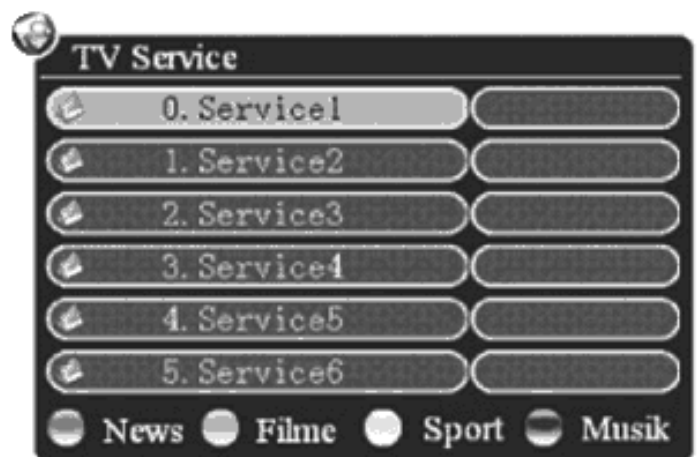 TV Service
0. Service1
1. Service2
2. Service3
3. Service4
4. Service5
5. Service6
News Filme Sport Musik